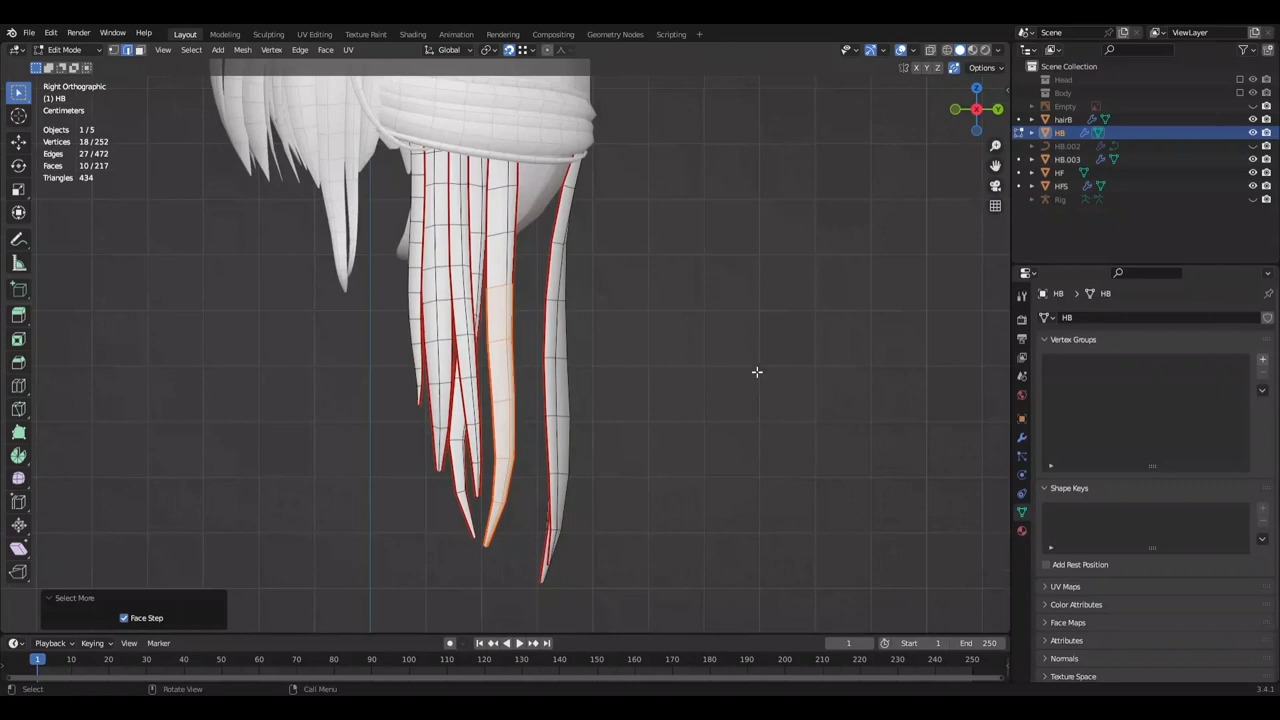 File Edit Render Window Help Layout Modeling Sculpting UV Editing Texture Paint Shading Animation Rendering Compositing Geometry Nodes Scripting Scene ViewLayer
Edit Mode View Select Add Mesh Vertex Edge Face UV Global
X Y Z Options
Right Orthographic
(1) HB
Centimeters
Objects 1/5
Vertices 18/252
Edges 27/472
Faces 10/217
Triangles 434
Z
Y
X
Select More
Face Step
Scene Collection
Head
Body
Empty
hairB
HB
HB.002
HB.003
HF
HFS
Rig
HB HB
HB
Vertex Groups
Shape Keys
Add Rest Position
UV Maps
Color Attributes
Face Maps
Attributes
Normals
Texture Space
Playback Keying View Marker 1 Start 1 End 250
1 10 20 30 40 50 60 70 80 90 100 110 120 130 140 150 160 170 180 190 200 210 220 230 240 250
Select Rotate View Call Menu 3.4.1